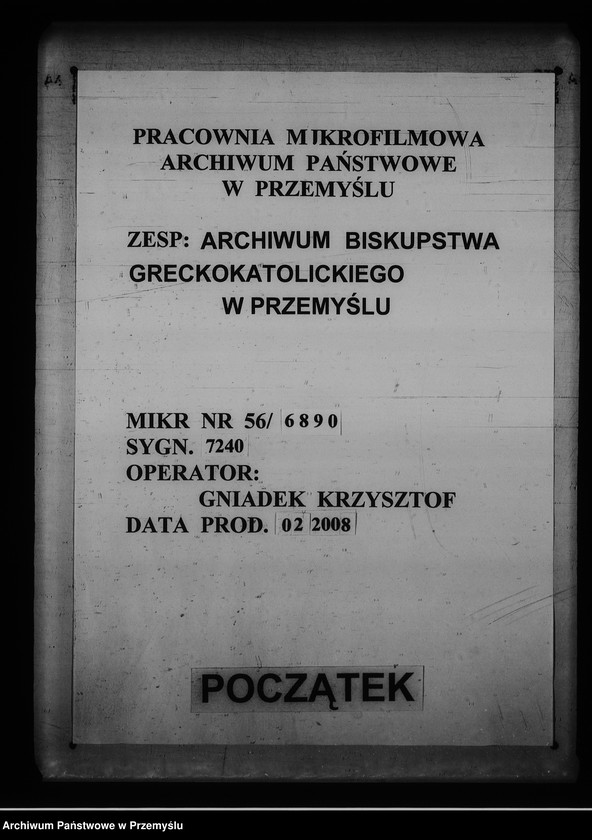 PRACOWNIA MIKROFILMOWA
ARCHIWUM PAŃSTWOWE
W PRZEMYŚLU
ZESP: ARCHIWUM BISKUPSTWA
GRECKOKATOLICKIEGO
W PRZEMYŚLU
MIKR NR 56/ 6890
SYGN. 7240
OPERATOR:
GNIADEK KRZYSZTOF
DATA PROD. 02 2008
POCZĄTEK
Archiwum Państwowe w Przemyślu